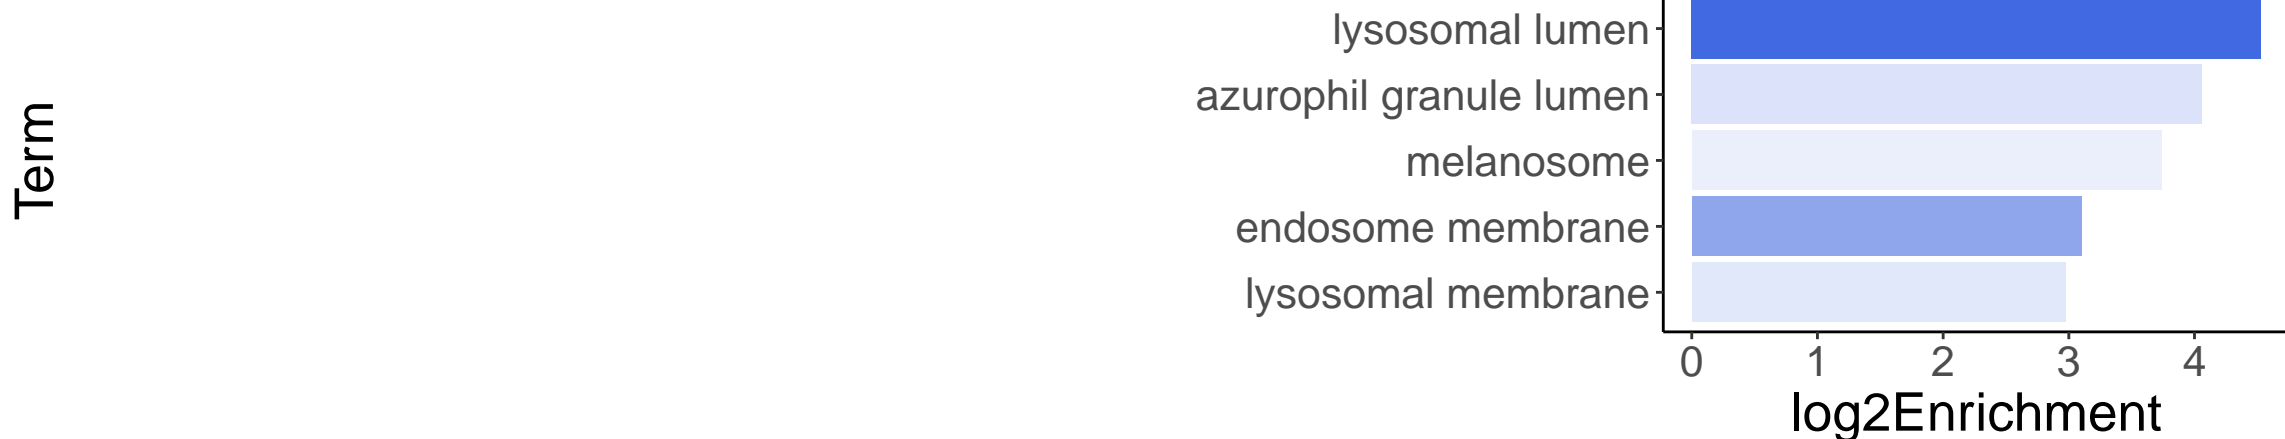 Term
lysosomal lumen
azurophil granule lumen
melanosome
endosome membrane
lysosomal membrane
0 1 2 3 4
log2Enrichment